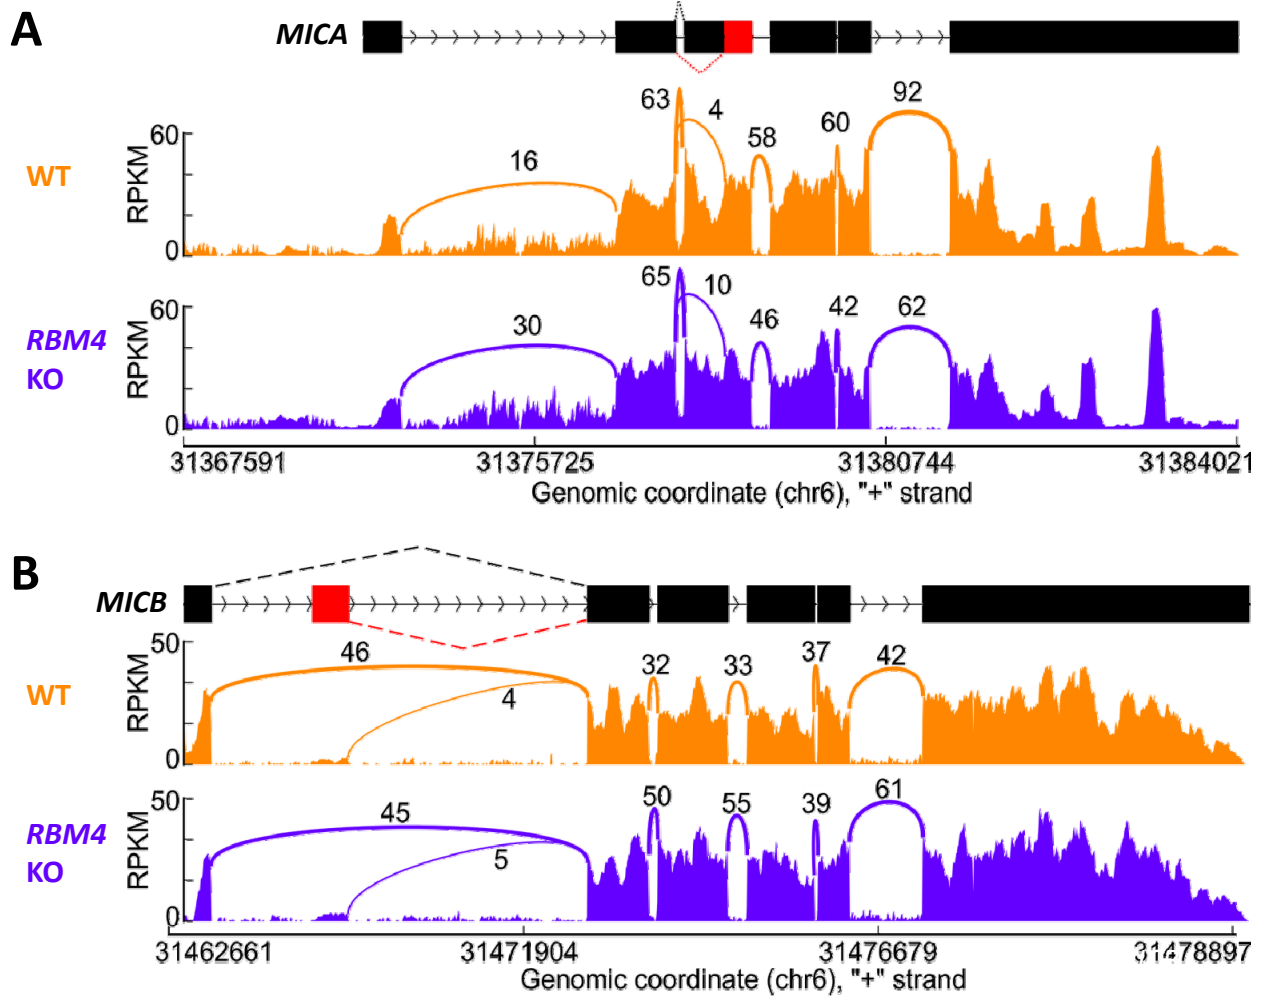 A
MICA
63
4
58
60
92
16
WT
RPKM
60
0
65
10
46
42
62
30
RBM4
KO
RPKM
60
0
31367591 31375725 31380744 31384021
Genomic coordinate (chr6), "+" strand
B
MICB
46
4
32
33
37
42
WT
RPKM
50
0
45
5
50
55
39
61
RBM4
KO
RPKM
50
0
31462661 31471904 31476679 31478897
Genomic coordinate (chr6), "+" strand